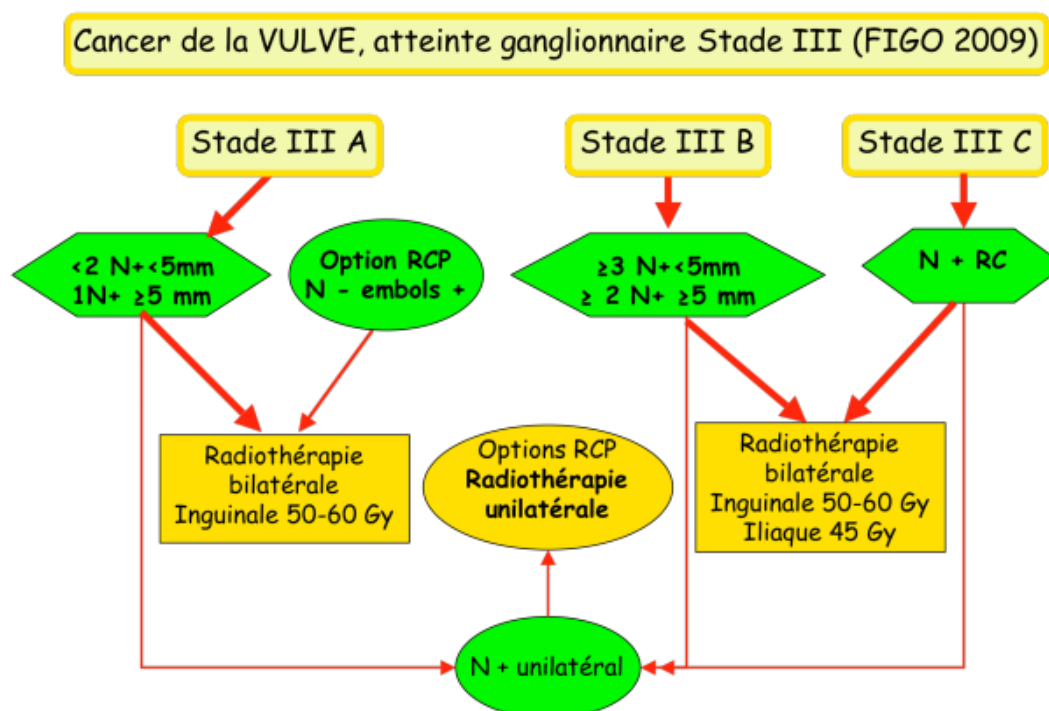 Cancer de la VULVE, atteinte ganglionnaire Stade III (FIGO 2009)
Stade III A
Stade III B
Stade III C
<2 N+<5mm
1N+ ≥5 mm
Option RCP
N - embols +
≥3 N+<5mm
≥ 2 N+ ≥5 mm
N + RC
Radiothérapie
bilatérale
Inguinale 50-60 Gy
Options RCP
Radiothérapie
unilatérale
Radiothérapie
bilatérale
Inguinale 50-60 Gy
Iliaque 45 Gy
N + unilatéral